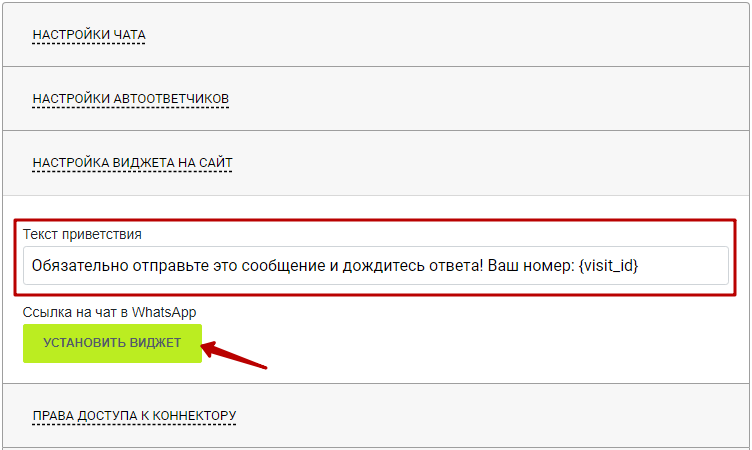 НАСТРОЙКИ ЧАТА
НАСТРОЙКИ АВТООТВЕТЧИКОВ
НАСТРОЙКА ВИДЖЕТА НА САЙТ
Текст приветствия
Обязательно отправьте это сообщение и дождитесь ответа! Ваш номер: {visit_id}
Ссылка на чат в WhatsApp
УСТАНОВИТЬ ВИДЖЕТ
ПРАВА ДОСТУПА К КОННЕКТОРУ